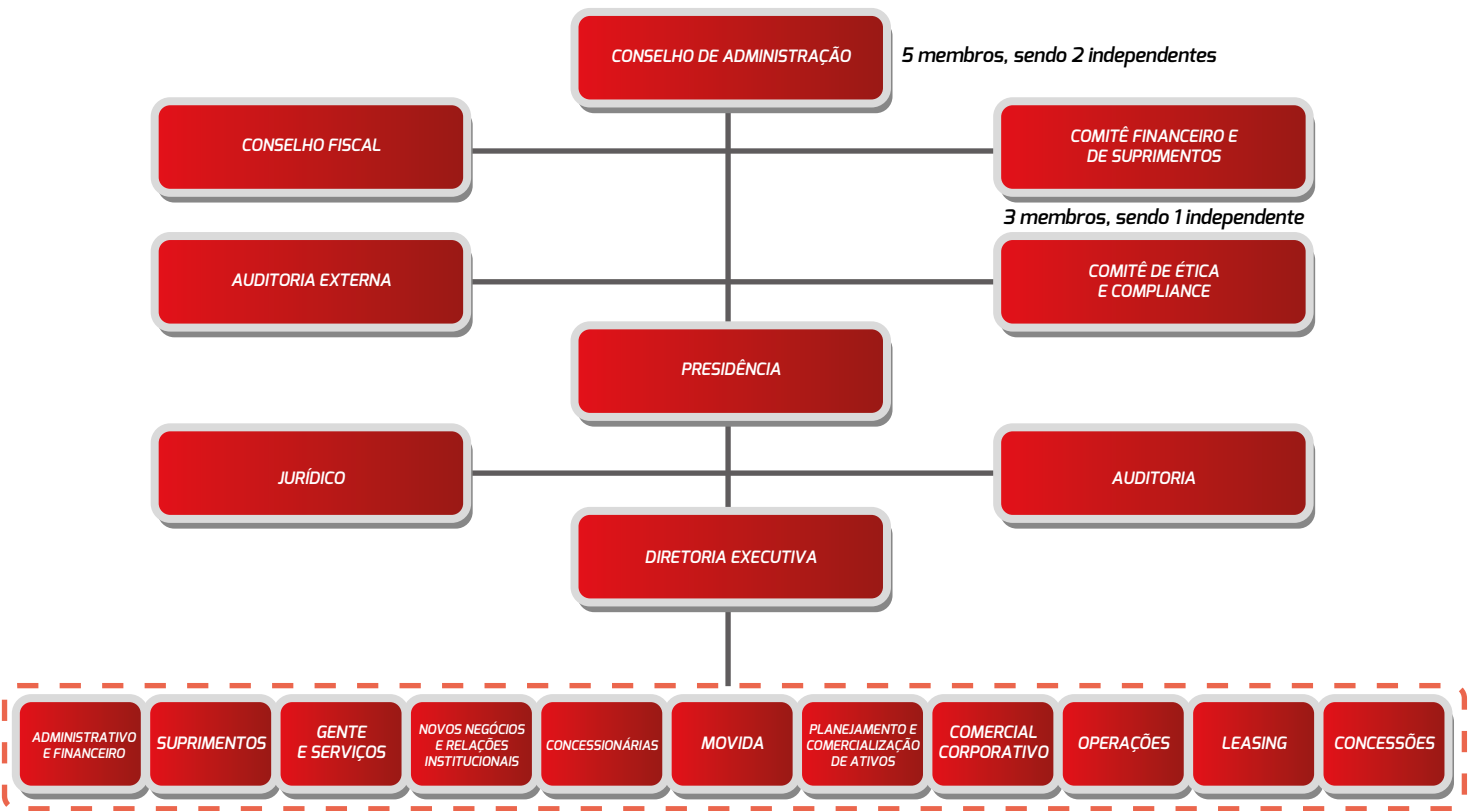 CONSELHO DE ADMINISTRAÇÃO
5 membros, sendo 2 independentes
CONSELHO FISCAL
COMITÊ FINANCEIRO E
DE SUPRIMENTOS
3 membros, sendo 1 independente
AUDITORIA EXTERNA
COMITÊ DE ÉTICA
E COMPLIANCE
PRESIDÊNCIA
JURÍDICO
AUDITORIA
DIRETORIA EXECUTIVA
ADMINISTRATIVO
E FINANCEIRO
SUPRIMENTOS
GENTE
E SERVIÇOS
NOVOS NEGÓCIOS
E RELAÇÕES
INSTITUCIONAIS
CONCESSIONÁRIAS
MOVIDA
PLANEJAMENTO E
COMERCIALIZAÇÃO
DE ATIVOS
COMERCIAL
CORPORATIVO
OPERAÇÕES
LEASING
CONCESSÕES